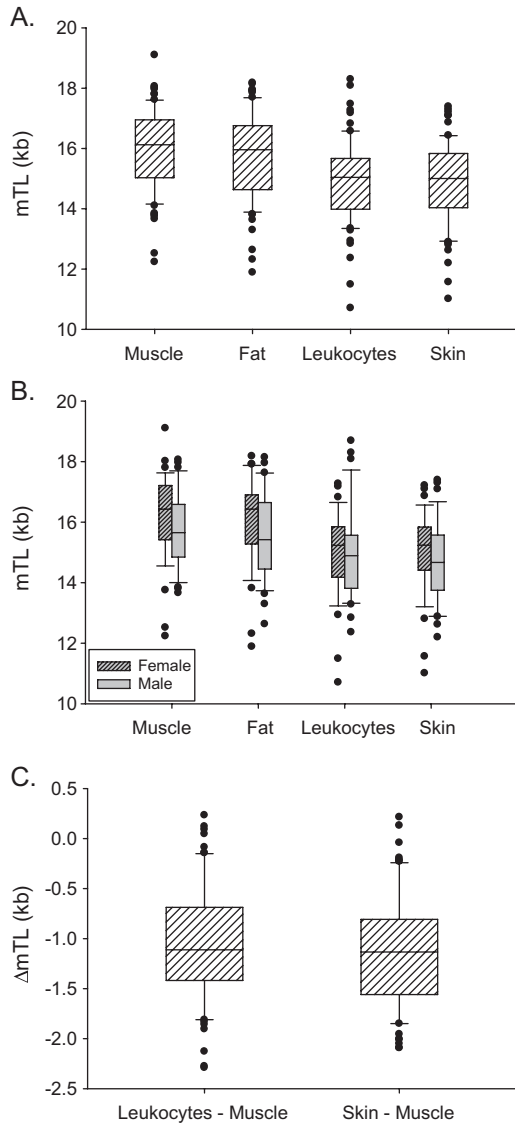 A.
20
18
16
14
12
10
mTL (kb)
Muscle Fat Leukocytes Skin
B.
20
18
16
14
12
10
mTL (kb)
Female
Male
Muscle Fat Leukocytes Skin
C.
0.5
0.0
-0.5
-1.0
-1.5
-2.0
-2.5
ΔmTL (kb)
Leukocytes - Muscle Skin - Muscle